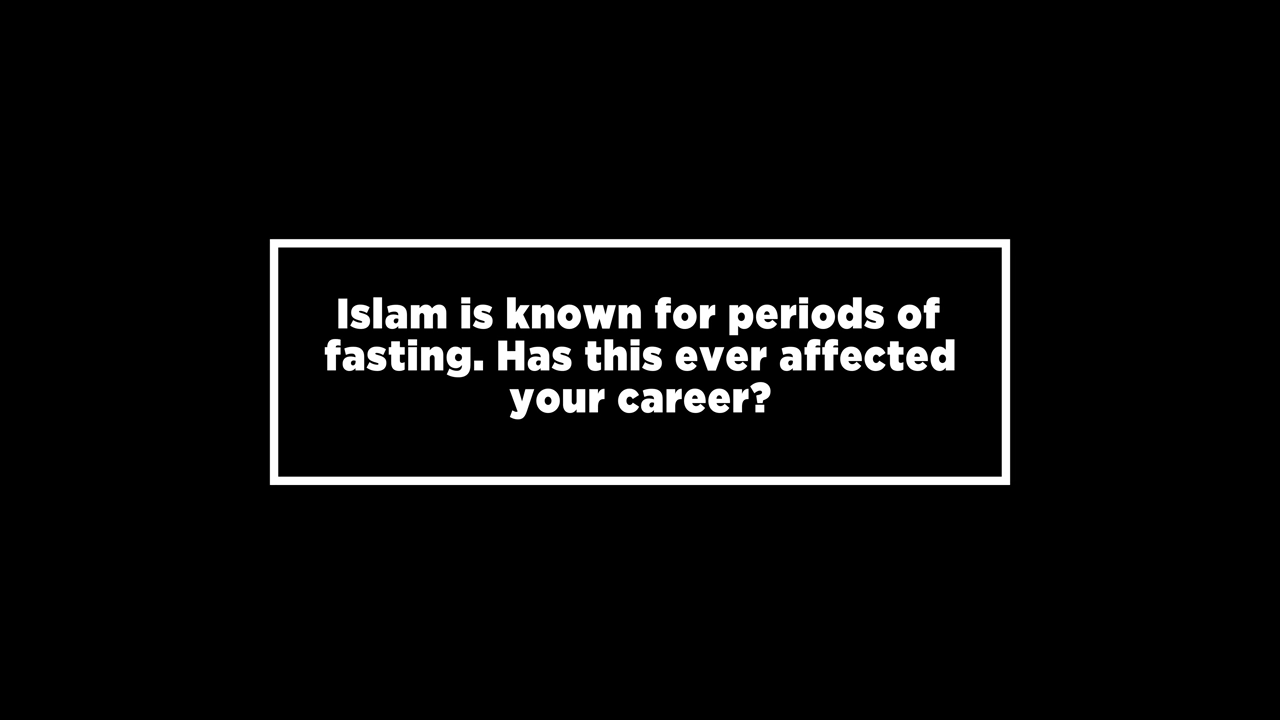 Islam is known for periods of
fasting. Has this ever affected
your career?